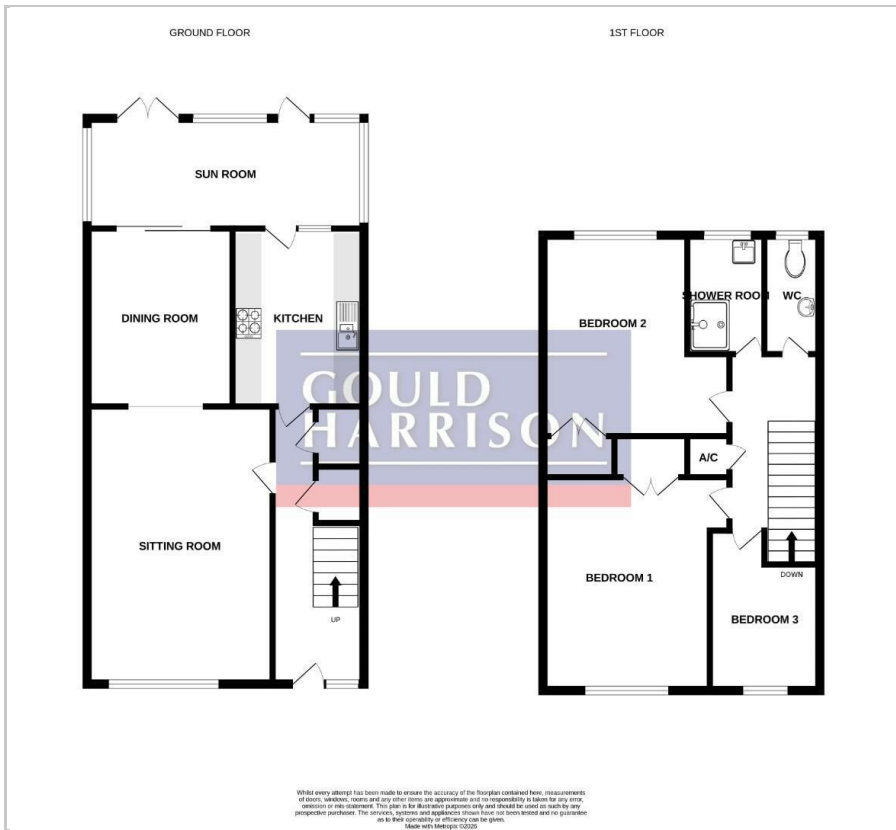 GROUND FLOOR
1ST FLOOR
SUN ROOM
DINING ROOM
KITCHEN
SITTING ROOM
UP
BEDROOM 2
SHOWER ROOM
WC
A/C
BEDROOM 1
DOWN
BEDROOM 3
GOULD
HARRISON
Whilst every attempt has been made to ensure the accuracy of the floorplan contained here, measurements
of doors, windows, rooms and any other items are approximate and no responsibility is taken for any error,
omission or mis-statement. This plan is for illustrative purposes only and should be used as such by any
prospective purchaser. The services, systems and appliances shown have not been tested and no guarantee
as to their operability or efficiency can be given.
Made with Metropix ©2026